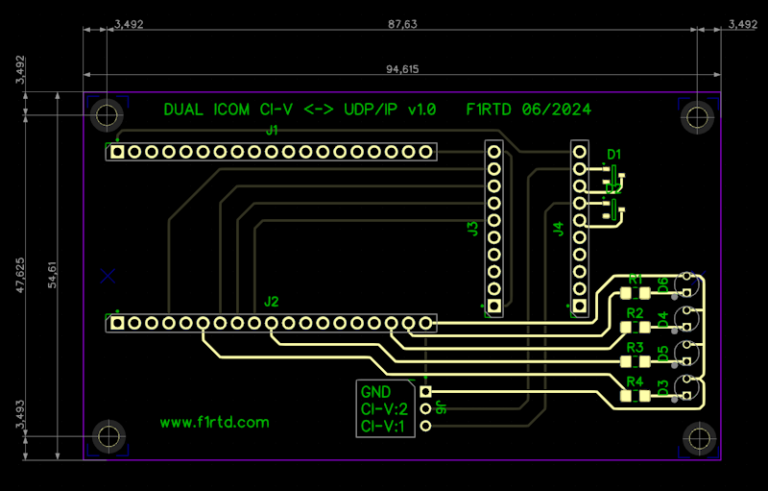 3,492 87,63 3,492
94,615
3,492
DUAL ICOM CI-V <-> UDP/IP v1.0 F1RTD 06/2024
J1
D1
D2
J3
J4
47,625
54,61
J2
R1
D6
R2
D4
R3
D5
R4
D3
GND
CI-V:2
CI-V:1
J6
www.f1rtd.com
3,493